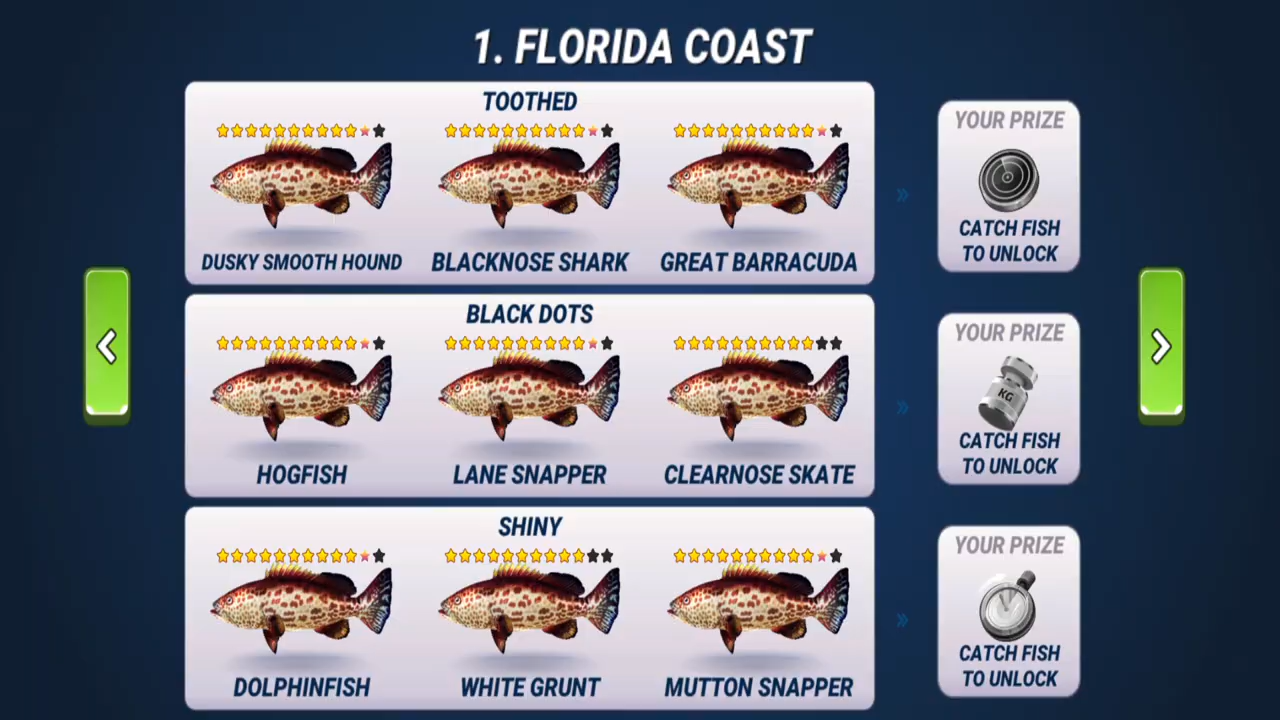 1. FLORIDA COAST
TOOTHED
DUSKY SMOOTH HOUND
BLACKNOSE SHARK
GREAT BARRACUDA
YOUR PRIZE
CATCH FISH
TO UNLOCK
BLACK DOTS
HOGFISH
LANE SNAPPER
CLEARNOSE SKATE
YOUR PRIZE
KG
CATCH FISH
TO UNLOCK
SHINY
DOLPHINFISH
WHITE GRUNT
MUTTON SNAPPER
YOUR PRIZE
CATCH FISH
TO UNLOCK